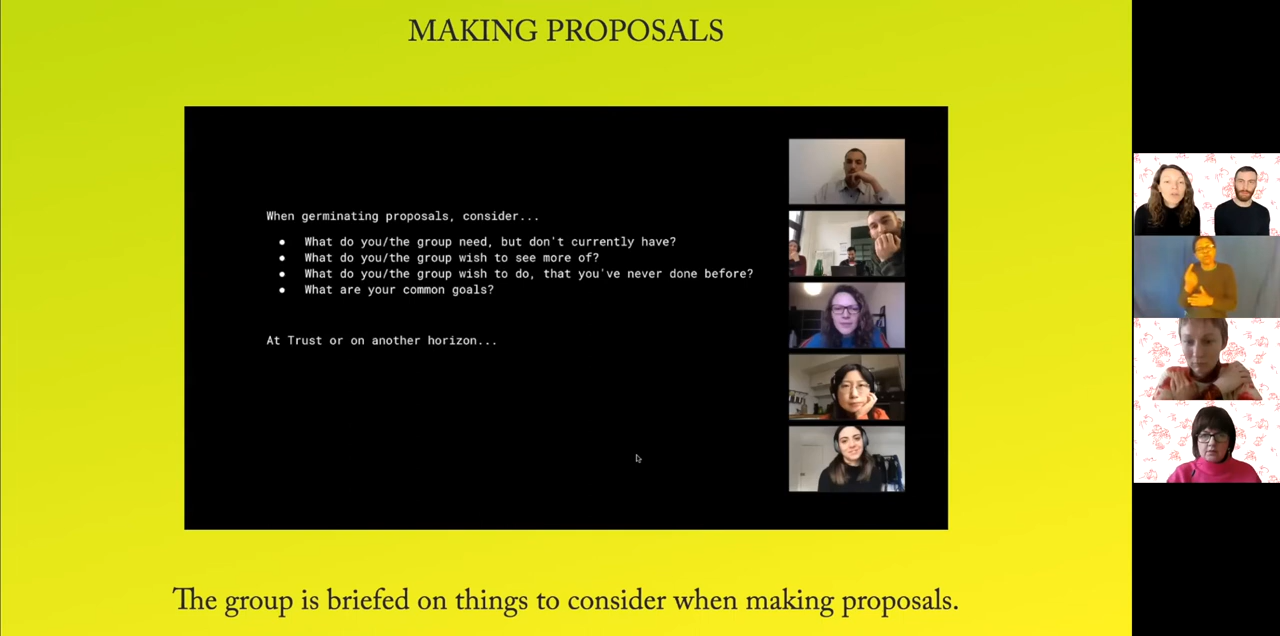 MAKING PROPOSALS
When germinating proposals, consider...
● What do you/the group need, but don't currently have?
● What do you/the group wish to see more of?
● What do you/the group wish to do, that you've never done before?
● What are your common goals?
At Trust or on another horizon...
The group is briefed on things to consider when making proposals.